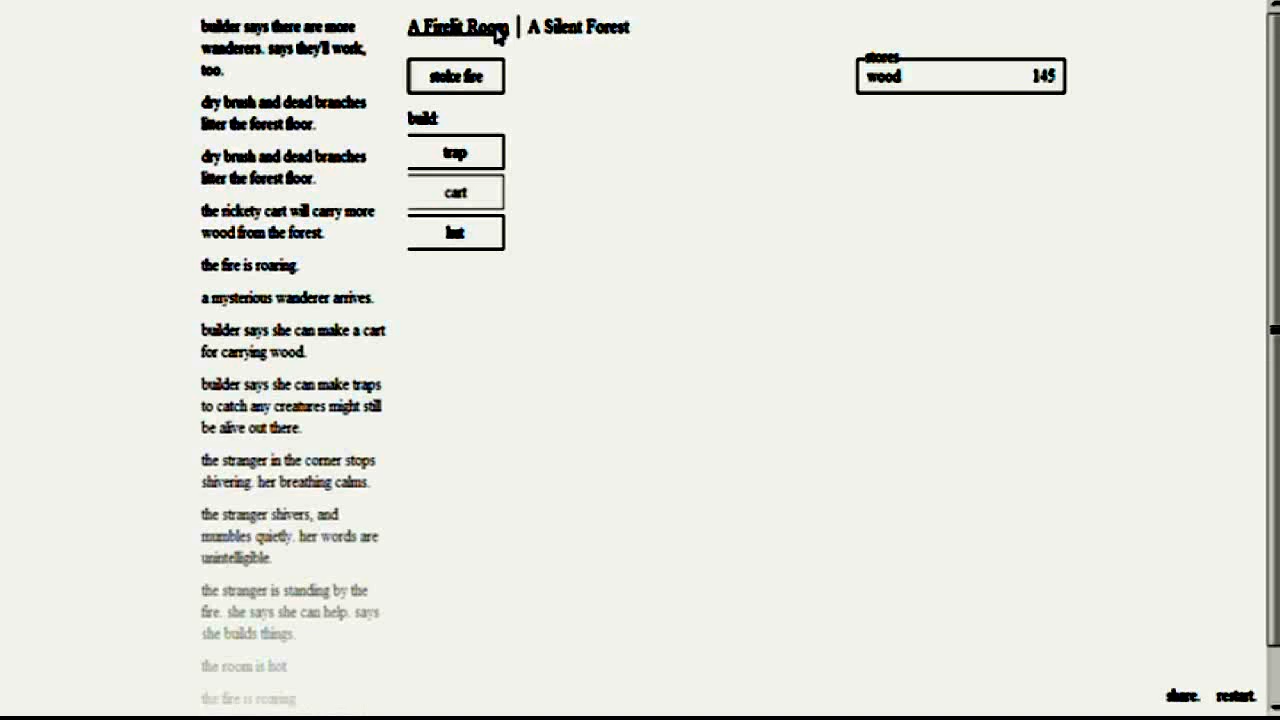 builder says there are more
wanderers. says they'll work,
too.
dry brush and dead branches
litter the forest floor.
dry brush and dead branches
litter the forest floor.
the rickety cart will carry more
wood from the forest.
the fire is roaring.
a mysterious wanderer arrives.
builder says she can make a cart
for carrying wood.
builder says she can make traps
to catch any creatures might still
be alive out there.
the stranger in the corner stops
shivering. her breathing calms.
the stranger shivers, and
mumbles quietly. her words are
unintelligible.
the stranger is standing by the
fire. she says she can help. says
she builds things.
the room is hot
the fire is roaring
A Firelit Room | A Silent Forest
stoke fire
build:
trap
cart
hut
stores
wood 145
share. restart.